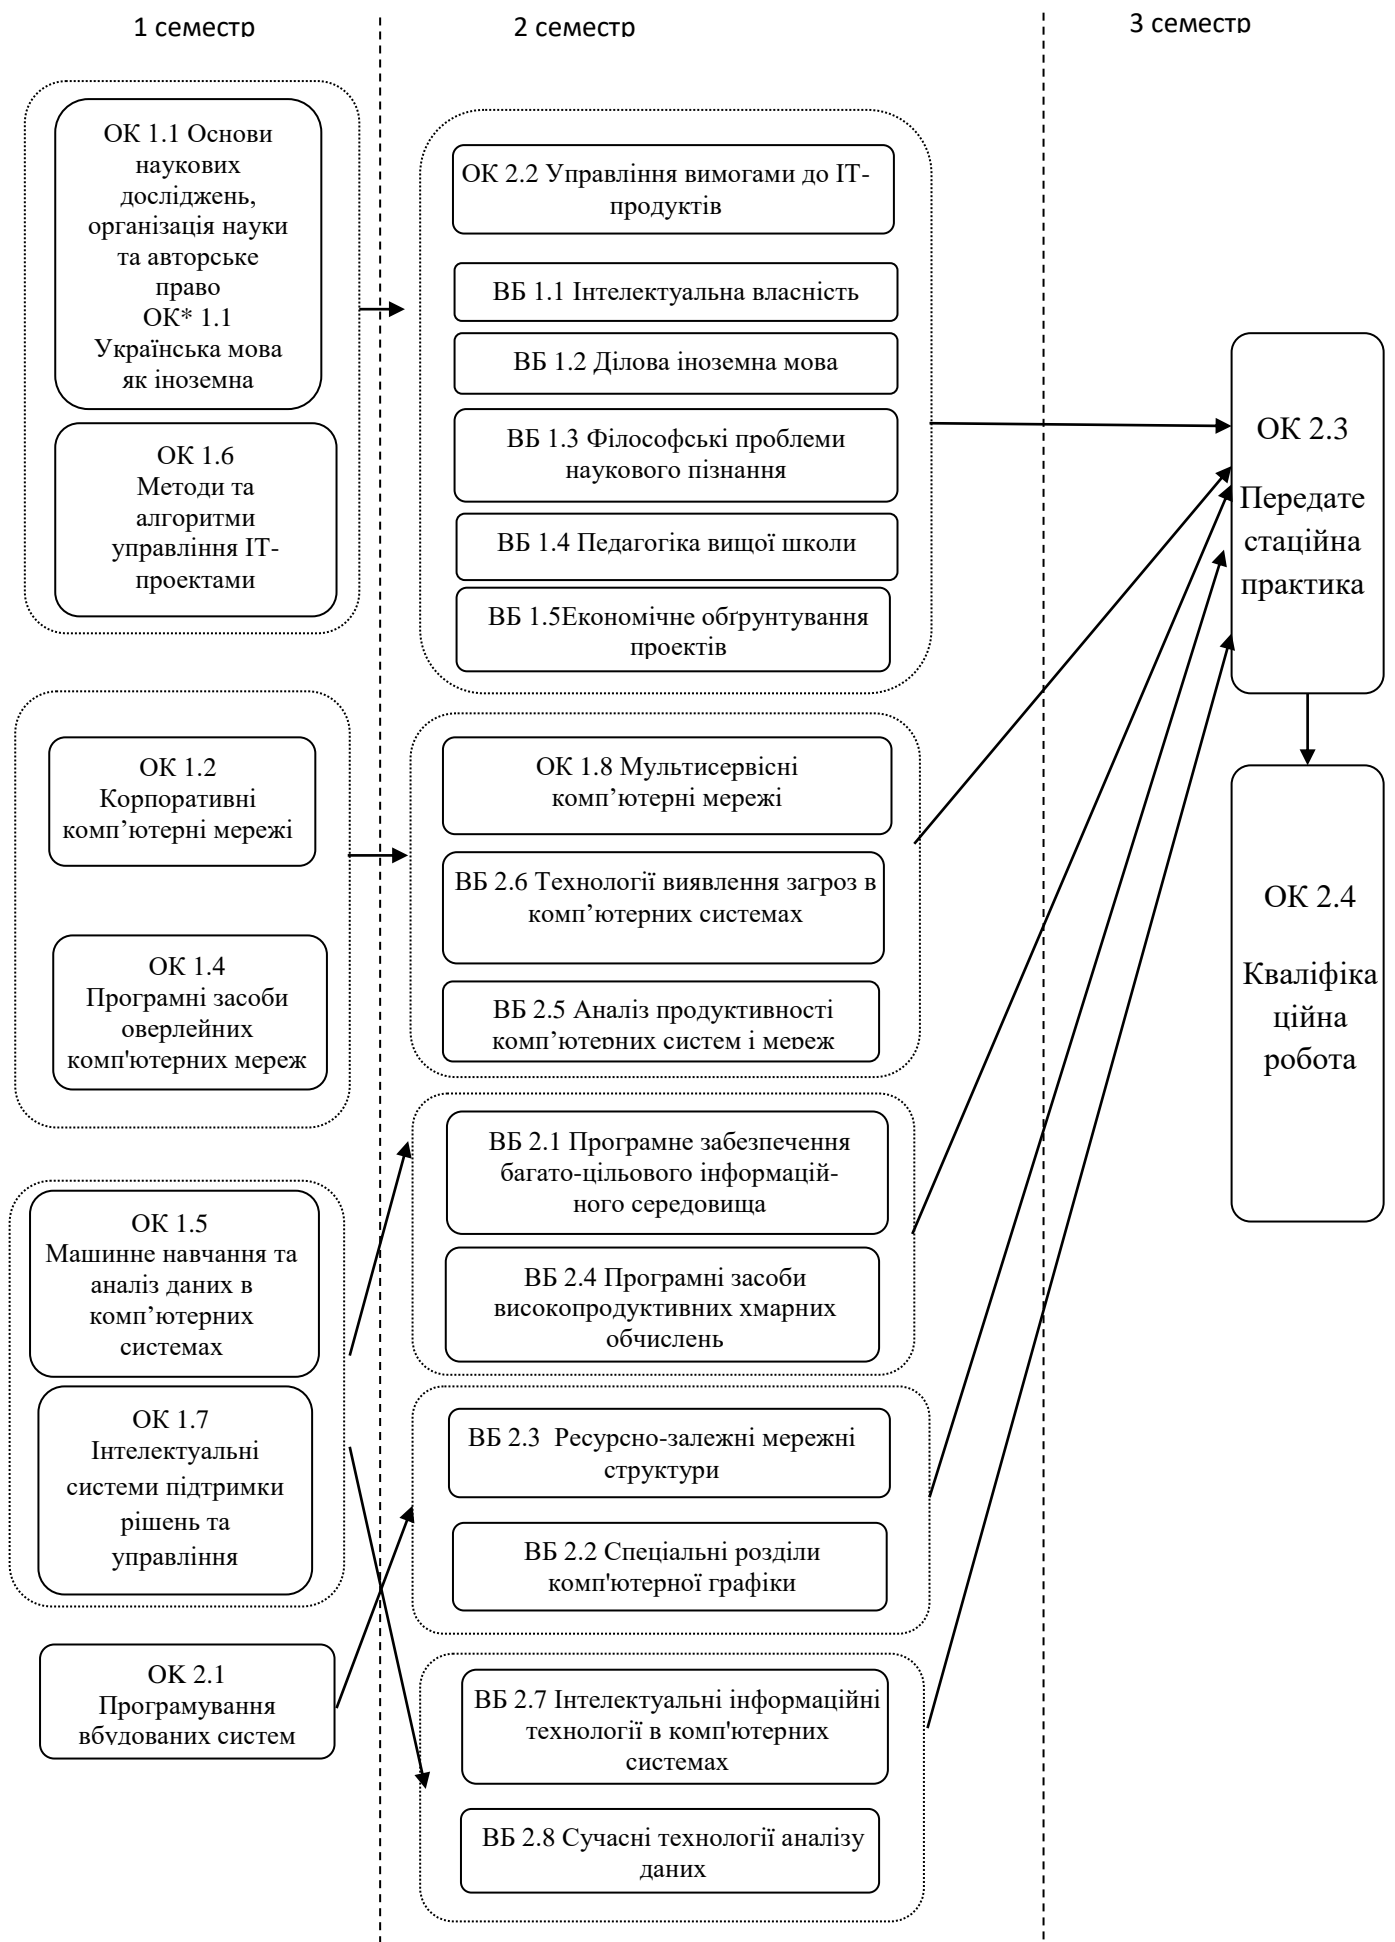 1 семестр
2 семестр
3 семестр
ОК 1.1 Основи
наукових
досліджень,
організація науки
та авторське
право
ОК* 1.1
Українська мова
як іноземна
ОК 1.6
Методи та
алгоритми
управління ІТ-
проектами
ОК 1.2
Корпоративні
комп’ютерні мережі
ОК 1.4
Програмні засоби
оверлейних
комп'ютерних мереж
ОК 1.5
Машинне навчання та
аналіз даних в
комп’ютерних
системах
ОК 1.7
Інтелектуальні
системи підтримки
рішень та
управління
ОК 2.1
Програмування
вбудованих систем
ОК 2.2 Управління вимогами до ІТ-
продуктів
ВБ 1.1 Інтелектуальна власність
ВБ 1.2 Ділова іноземна мова
ВБ 1.3 Філософські проблеми
наукового пізнання
ВБ 1.4 Педагогіка вищої школи
ВБ 1.5Економічне обґрунтування
проектів
ОК 1.8 Мультисервісні
комп’ютерні мережі
ВБ 2.6 Технології виявлення загроз в
комп’ютерних системах
ВБ 2.5 Аналіз продуктивності
комп’ютерних систем і мереж
ВБ 2.1 Програмне забезпечення
багато-цільового інформацій-
ного середовища
ВБ 2.4 Програмні засоби
високопродуктивних хмарних
обчислень
ВБ 2.3 Ресурсно-залежні мережні
структури
ВБ 2.2 Спеціальні розділи
комп'ютерної графіки
ВБ 2.7 Інтелектуальні інформаційні
технології в комп'ютерних
системах
ВБ 2.8 Сучасні технології аналізу
даних
ОК 2.3
Передате
стаційна
практика
ОК 2.4
Кваліфіка
ційна
робота